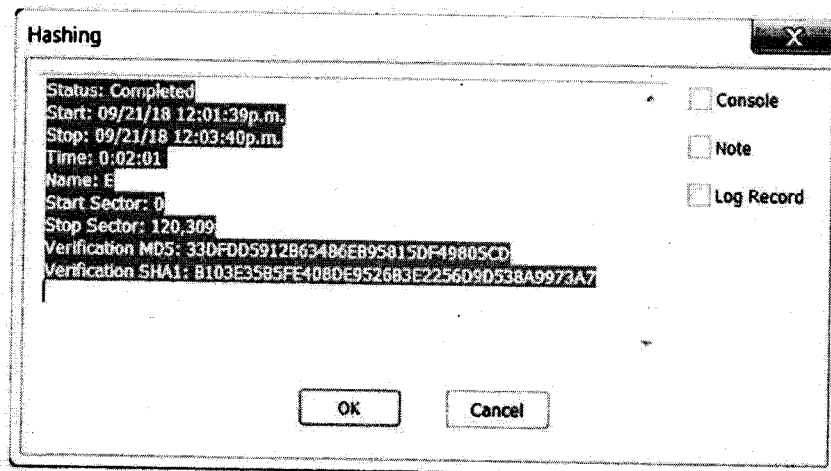 Hashing
X
Status: Completed
Start: 09/21/18 12:01:39p.m.
Stop: 09/21/18 12:03:40p.m.
Time: 0:02:01
Name: E
Start Sector: 0
Stop Sector: 120,309
Verification MD5:
Verification SHA1:
Console
Note
Log Record
OK
Cancel